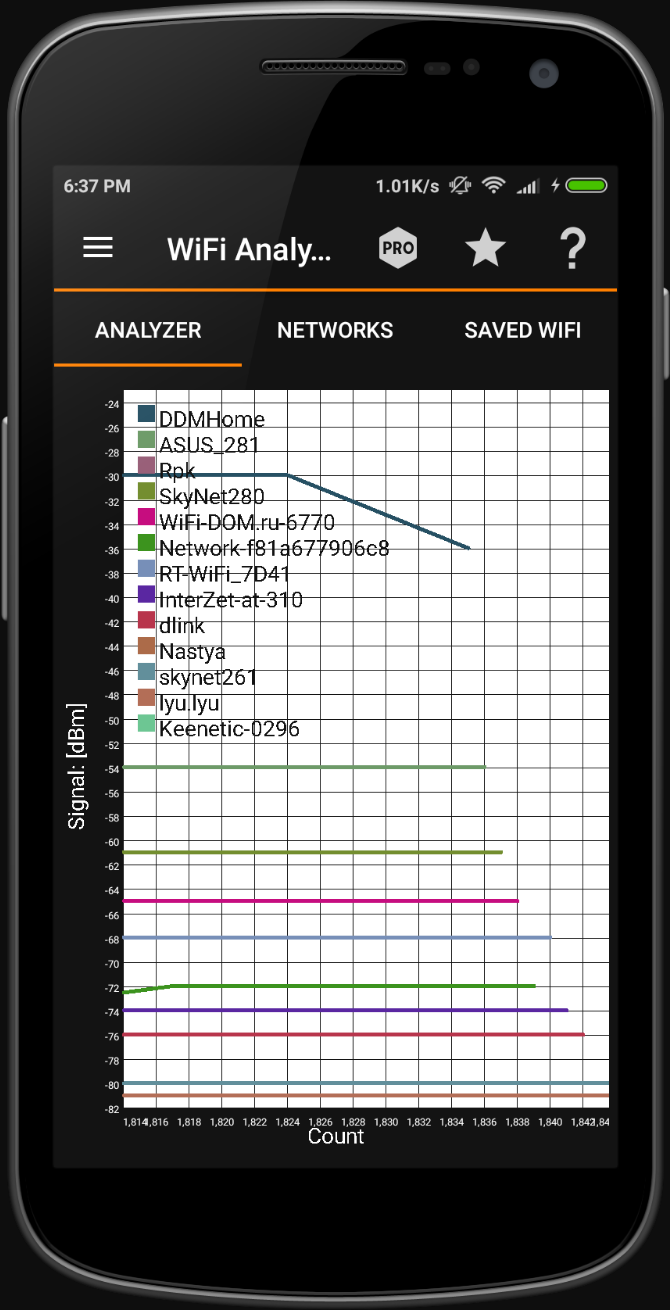 6:37 PM 1.01K/s
WiFi Analy... PRO ?
ANALYZER NETWORKS SAVED WIFI
DDMHome
ASUS_281
Rpk
SkyNet280
WiFi-DOM.ru-6770
Network-f81a677906c8
RT-WiFi_7D41
InterZet-at-310
dlink
Nastya
skynet261
lyu.lyu
Keenetic-0296
Signal: [dBm]
-24
-26
-28
-30
-32
-34
-36
-38
-40
-42
-44
-46
-48
-50
-52
-54
-56
-58
-60
-62
-64
-66
-68
-70
-72
-74
-76
-78
-80
-82
1,814 1,816 1,818 1,820 1,822 1,824 1,826 1,828 1,830 1,832 1,834 1,836 1,838 1,840 1,842 1,84
Count